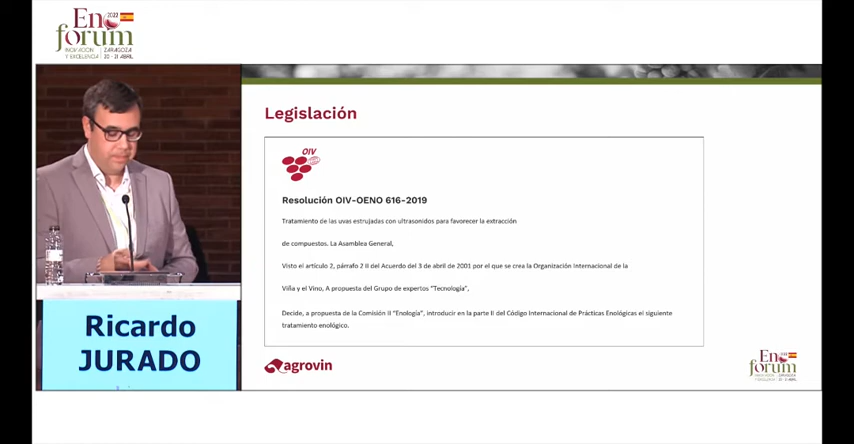 2022
Enoforum
INNOVACIÓN
Y EXCELENCIA
ZARAGOZA
20 - 21 ABRIL
Legislación
OIV
Resolución OIV-OENO 616-2019
Tratamiento de las uvas estrujadas con ultrasonidos para favorecer la extracción
de compuestos. La Asamblea General,
Visto el artículo 2, párrafo 2 II del Acuerdo del 3 de abril de 2001 por el que se crea la Organización Internacional de la
Viña y el Vino, A propuesta del Grupo de expertos "Tecnología",
Decide, a propuesta de la Comisión II "Enología", introducir en la parte II del Código Internacional de Prácticas Enológicas el siguiente
tratamiento enológico.
Ricardo
JURADO
agrovin
Enoforum